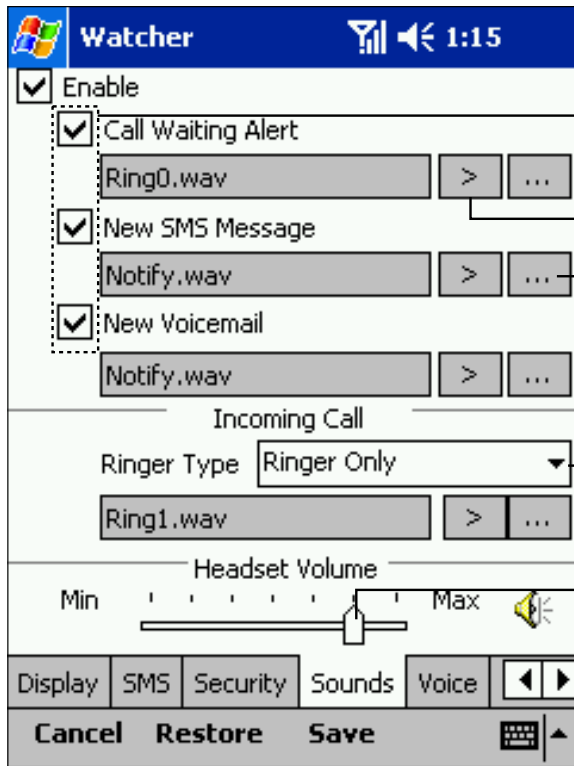 Watcher 1:15
Enable
Call Waiting Alert
Ring0.wav > ...
New SMS Message
Notify.wav > ...
New Voicemail
Notify.wav > ...
Incoming Call
Ringer Type Ringer Only
Ring1.wav > ...
Headset Volume
Min Max
Display SMS Security Sounds Voice
Cancel Restore Save